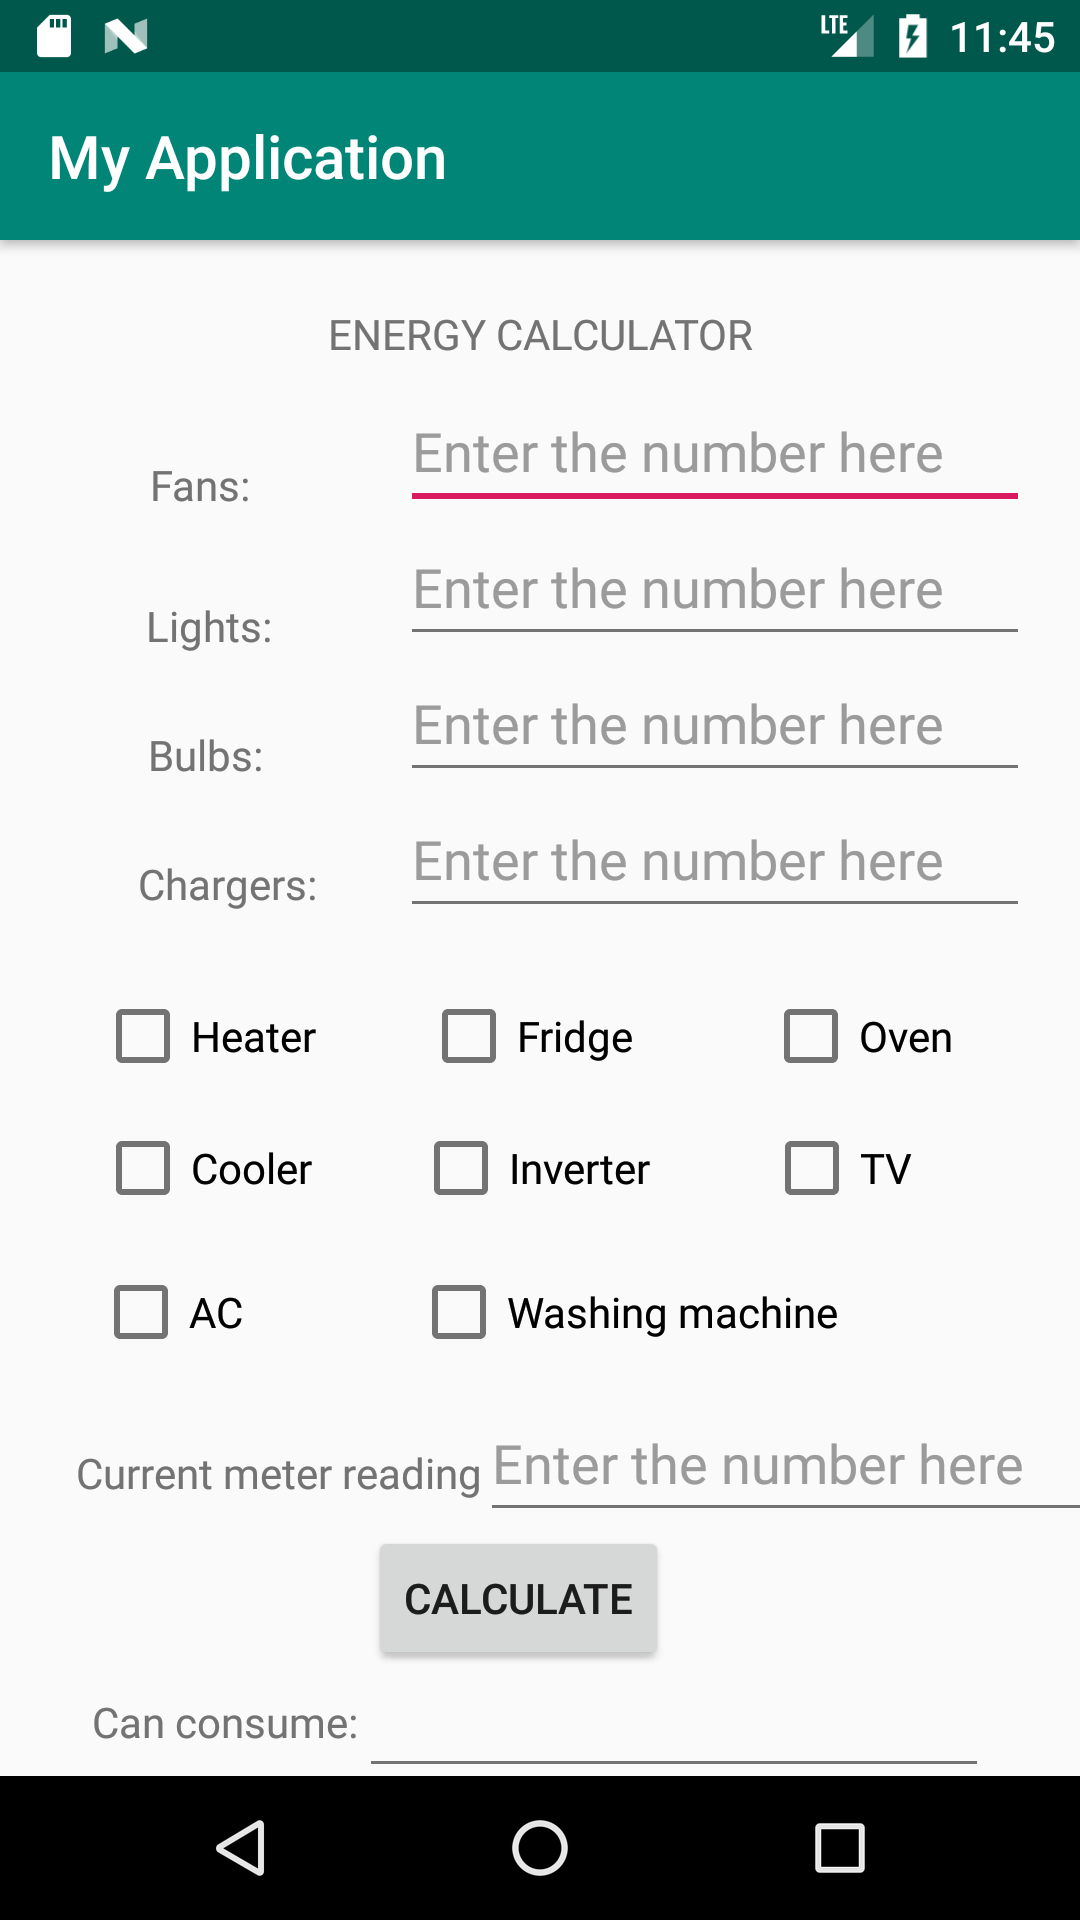 LTE 11:45
My Application
ENERGY CALCULATOR
Fans: Enter the number here
Lights: Enter the number here
Bulbs: Enter the number here
Chargers: Enter the number here
Heater Fridge Oven
Cooler Inverter TV
AC Washing machine
Current meter reading Enter the number here
CALCULATE
Can consume: